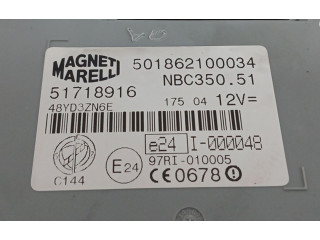 MAGNETI MARELLI
501862100034
NBC350.51
51718916
48YD3ZN6E
175 04 12V=
e24 I-000048
E24
97RI-010005
C144
CE0678